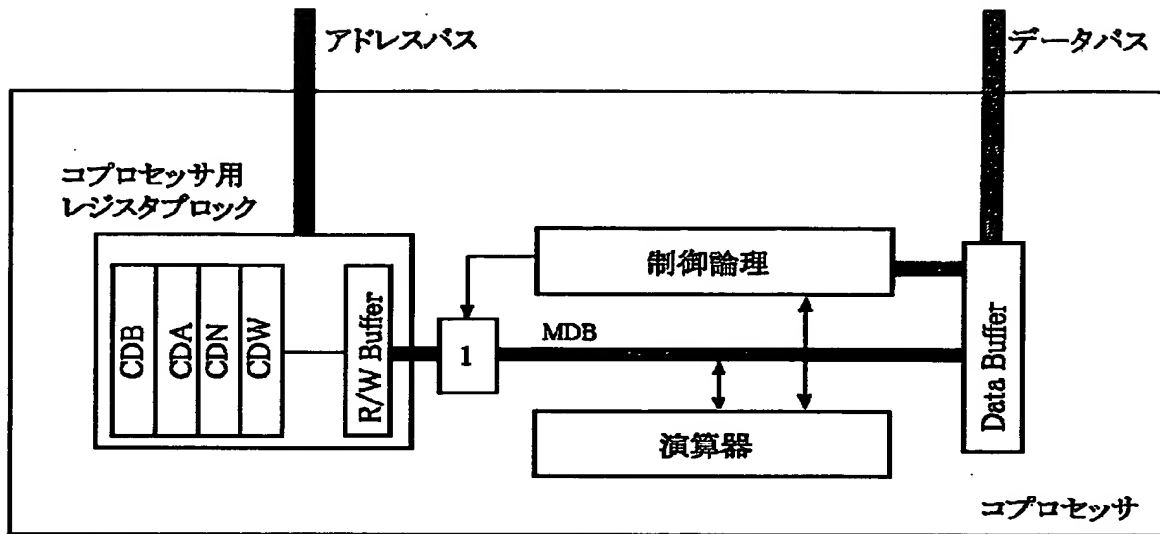 アドレスバス
データバス
コプロセッサ用
レジスタブロック
制御論理
CDB
CDA
CDN
CDW
R/W Buffer
1
MDB
Data Buffer
演算器
コプロセッサ